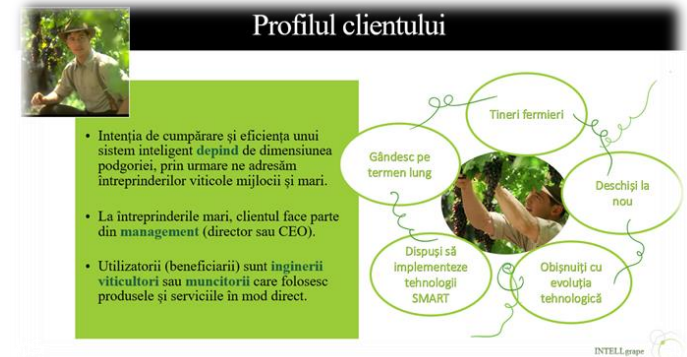 Profilul clientului
• Intenția de cumpărare și eficiența unui
sistem inteligent depind de dimensiunea
podgoriei, prin urmare ne adresăm
întreprinderilor viticole mijlocii și mari.
• La întreprinderile mari, clientul face parte
din management (director sau CEO).
• Utilizatorii (beneficiarii) sunt inginerii
viticultori sau muncitorii care folosesc
produsele și serviciile în mod direct.
Tineri fermieri
Gândesc pe
termen lung
Deschiși la
nou
Dispuși să
implementeze
tehnologii
SMART
Obișnuiți cu
evoluția
tehnologică
INTELLgrape